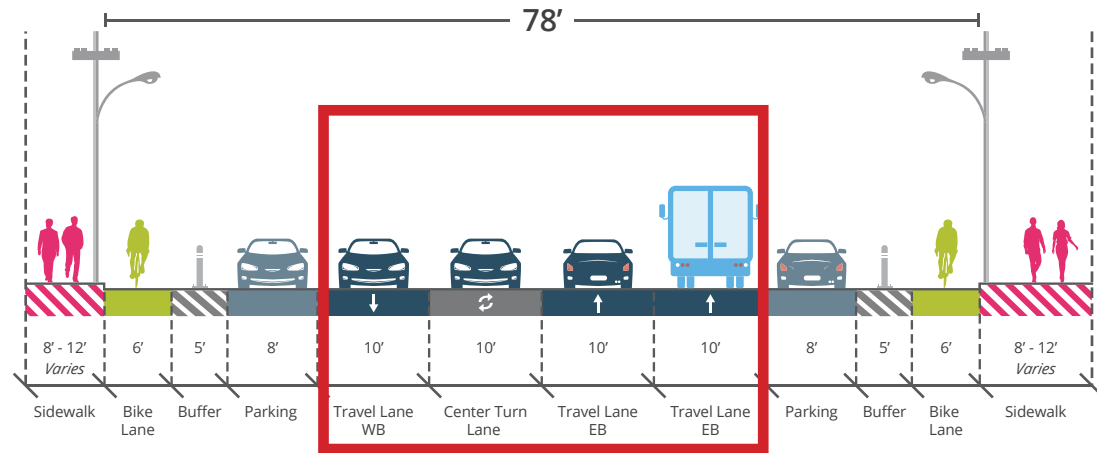 78’
8’ - 12’ 6’ 5’ 8’ 10’ 10’ 10’ 10’ 8’ 5’ 6’ 8’ - 12’
Varies Varies
Sidewalk Bike Buffer Parking Travel Lane Center Turn Travel Lane Travel Lane Parking Buffer Bike Sidewalk
Lane WB Lane EB EB Lane